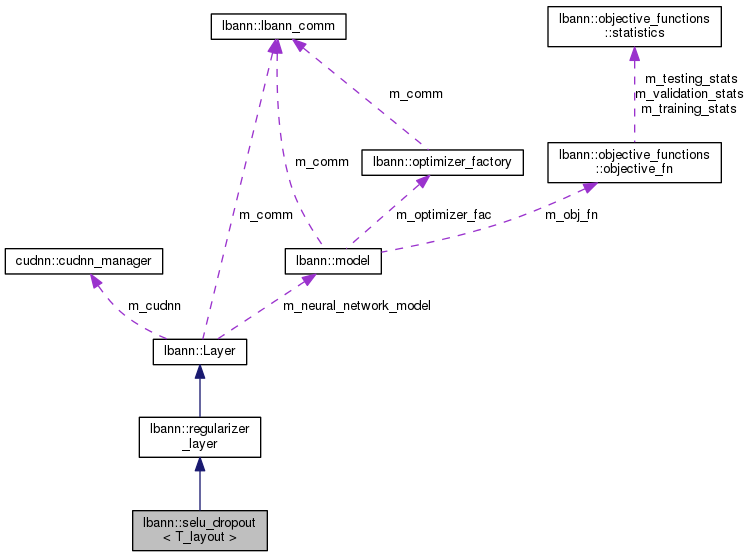 lbann::lbann_comm
lbann::objective_functions
::statistics
m_testing_stats
m_validation_stats
m_training_stats
m_comm
lbann::optimizer_factory
lbann::objective_functions
::objective_fn
m_comm
m_comm
m_optimizer_fac
m_obj_fn
cudnn::cudnn_manager
lbann::model
m_cudnn
m_neural_network_model
lbann::Layer
lbann::regularizer
_layer
lbann::selu_dropout
< T_layout >